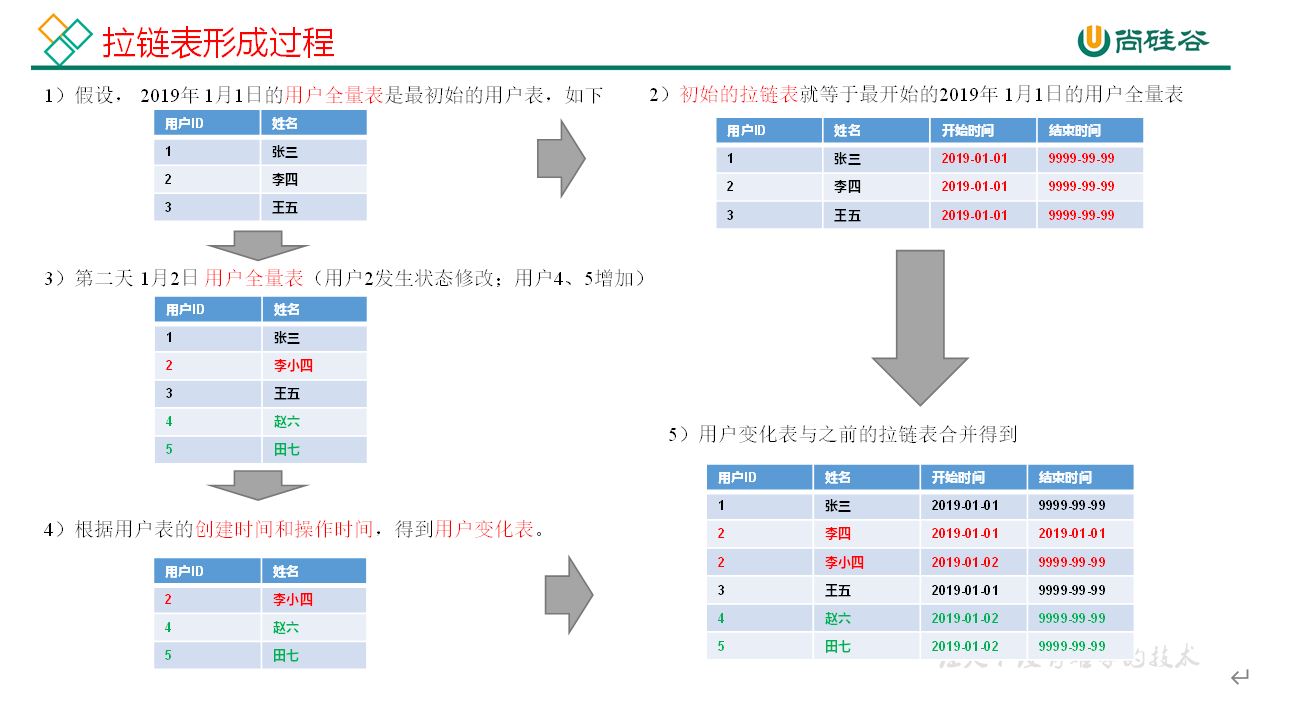 拉链表形成过程
尚硅谷
1）假设， 2019年 1月1日的用户全量表是最初始的用户表，如下
用户ID 姓名
1 张三
2 李四
3 王五
2）初始的拉链表就等于最开始的2019年 1月1日的用户全量表
用户ID 姓名 开始时间 结束时间
1 张三 2019-01-01 9999-99-99
2 李四 2019-01-01 9999-99-99
3 王五 2019-01-01 9999-99-99
3）第二天 1月2日 用户全量表（用户2发生状态修改；用户4、5增加）
用户ID 姓名
1 张三
2 李小四
3 王五
4 赵六
5 田七
4）根据用户表的创建时间和操作时间，得到用户变化表。
用户ID 姓名
2 李小四
4 赵六
5 田七
5）用户变化表与之前的拉链表合并得到
用户ID 姓名 开始时间 结束时间
1 张三 2019-01-01 9999-99-99
2 李四 2019-01-01 2019-01-01
2 李小四 2019-01-02 9999-99-99
3 王五 2019-01-01 9999-99-99
4 赵六 2019-01-02 9999-99-99
5 田七 2019-01-02 9999-99-99
的技术